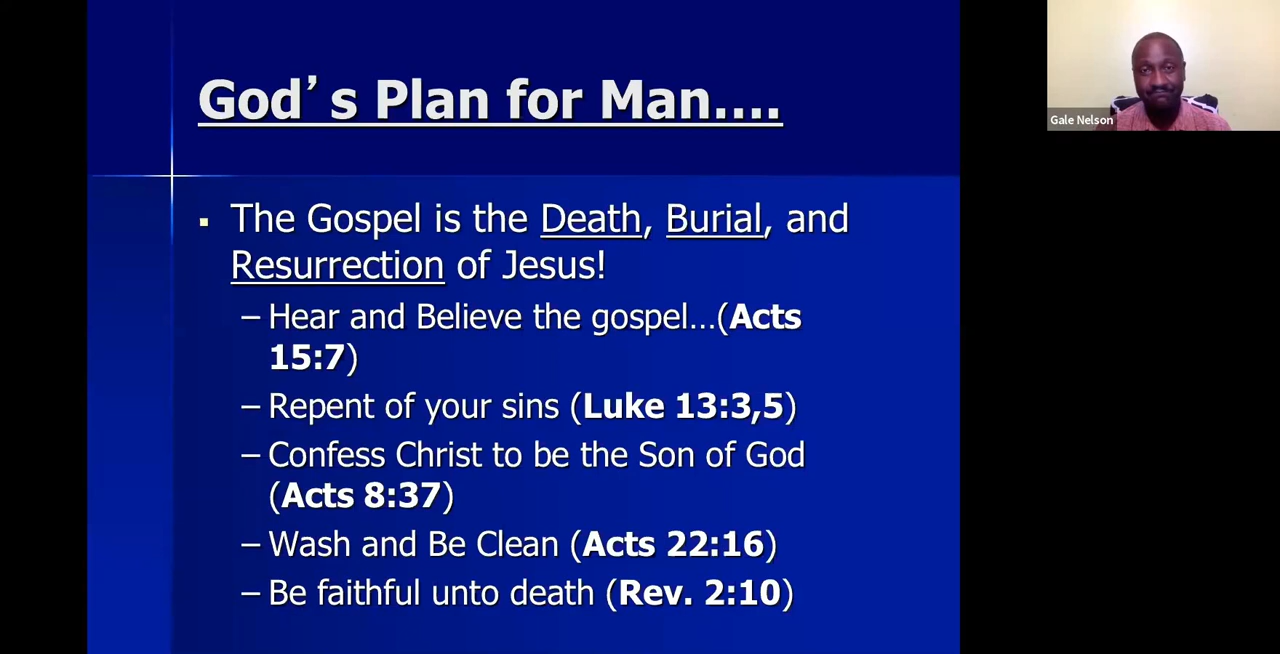 God’s Plan for Man….
▪ The Gospel is the Death, Burial, and
Resurrection of Jesus!
– Hear and Believe the gospel…(Acts
15:7)
– Repent of your sins (Luke 13:3,5)
– Confess Christ to be the Son of God
(Acts 8:37)
– Wash and Be Clean (Acts 22:16)
– Be faithful unto death (Rev. 2:10)
Gale Nelson